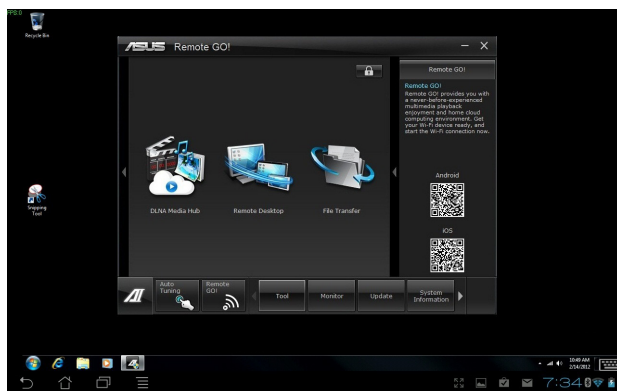 FPS:0
Recycle Bin
ASUS Remote GO!
Remote GO!
Remote GO!
Remote GO! provides you with
a never-before-experienced
multimedia playback
enjoyment and home cloud
computing environment. Get
your Wi-Fi device ready, and
start the Wi-Fi connection now.
Android
iOS
DLNA Media Hub
Remote Desktop
File Transfer
Snipping
Tool
Auto
Tuning
Remote
GO!
Tool
Monitor
Update
System
Information
10:49 AM
2/14/2012
7:34